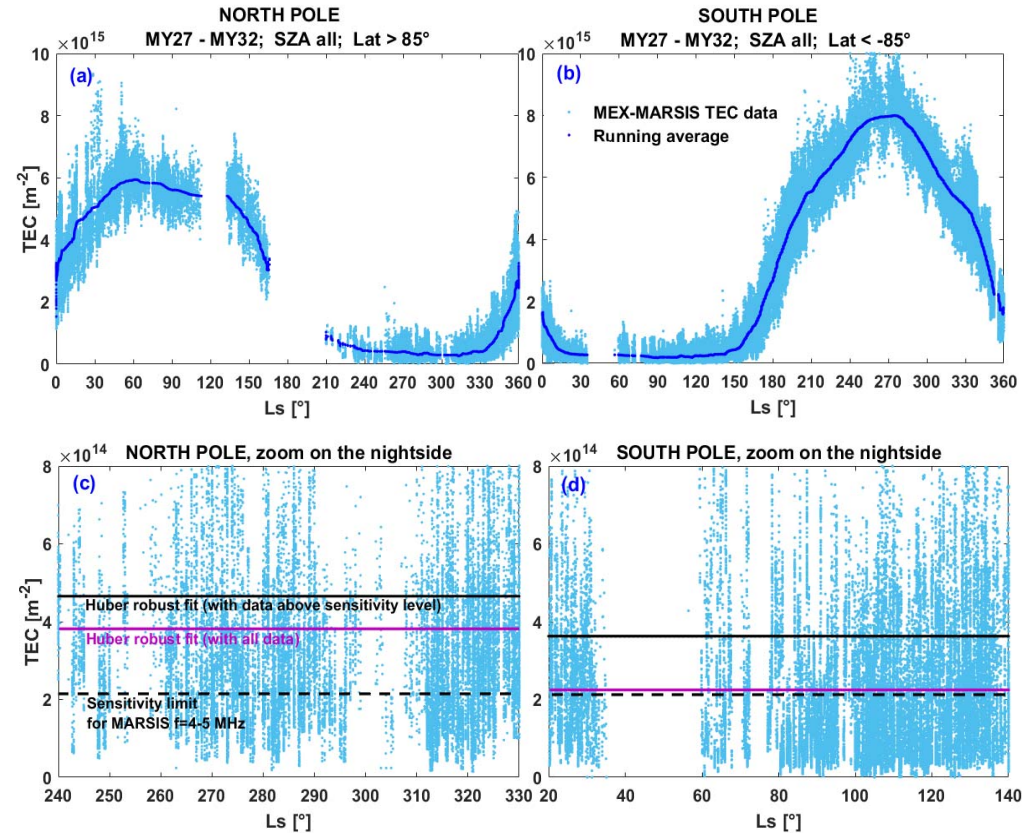 NORTH POLE
MY27 - MY32; SZA all; Lat > 85°
×10^15
(a)
TEC [m^-2]
10
8
6
4
2
0
0 30 60 90 120 150 180 210 240 270 300 330 360
Ls [°]
SOUTH POLE
MY27 - MY32; SZA all; Lat < -85°
×10^15
(b)
MEX-MARSIS TEC data
Running average
10
8
6
4
2
0
0 30 60 90 120 150 180 210 240 270 300 330 360
Ls [°]
NORTH POLE, zoom on the nightside
×10^14
(c)
TEC [m^-2]
8
6
4
2
0
Huber robust fit (with data above sensitivity level)
Huber robust fit (with all data)
Sensitivity limit
for MARSIS f=4-5 MHz
240 250 260 270 280 290 300 310 320 330
Ls [°]
SOUTH POLE, zoom on the nightside
×10^14
(d)
8
6
4
2
0
20 40 60 80 100 120 140
Ls [°]